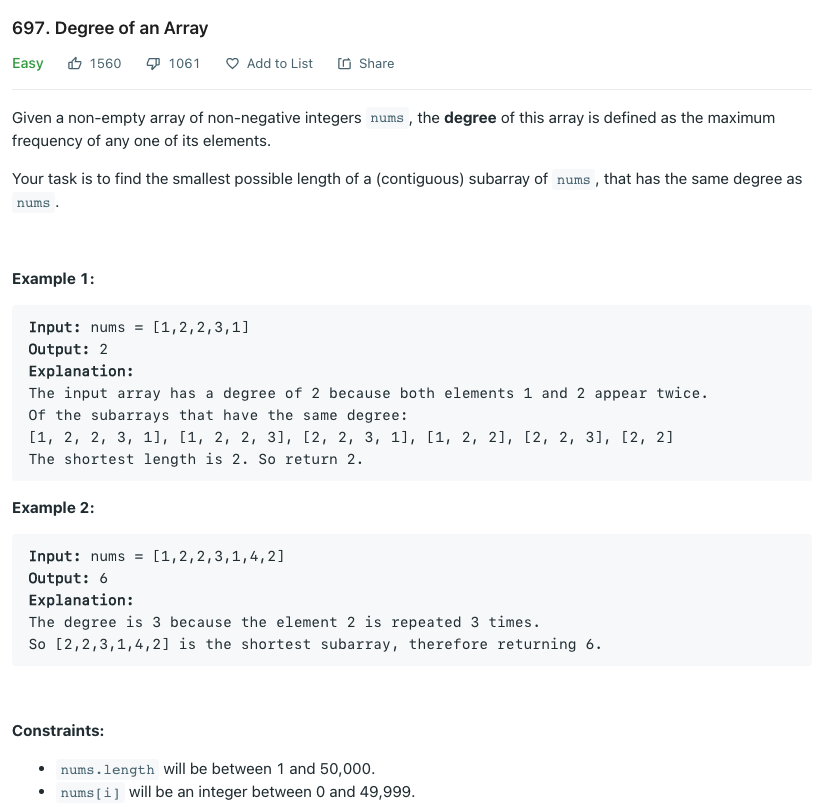 697. Degree of an Array
Easy 1560 1061 Add to List Share
Given a non-empty array of non-negative integers nums , the degree of this array is defined as the maximum
frequency of any one of its elements.
Your task is to find the smallest possible length of a (contiguous) subarray of nums , that has the same degree as
nums .
Example 1:
Input: nums = [1,2,2,3,1]
Output: 2
Explanation:
The input array has a degree of 2 because both elements 1 and 2 appear twice.
Of the subarrays that have the same degree:
[1, 2, 2, 3, 1], [1, 2, 2, 3], [2, 2, 3, 1], [1, 2, 2], [2, 2, 3], [2, 2]
The shortest length is 2. So return 2.
Example 2:
Input: nums = [1,2,2,3,1,4,2]
Output: 6
Explanation:
The degree is 3 because the element 2 is repeated 3 times.
So [2,2,3,1,4,2] is the shortest subarray, therefore returning 6.
Constraints:
• nums.length will be between 1 and 50,000.
• nums[i] will be an integer between 0 and 49,999.